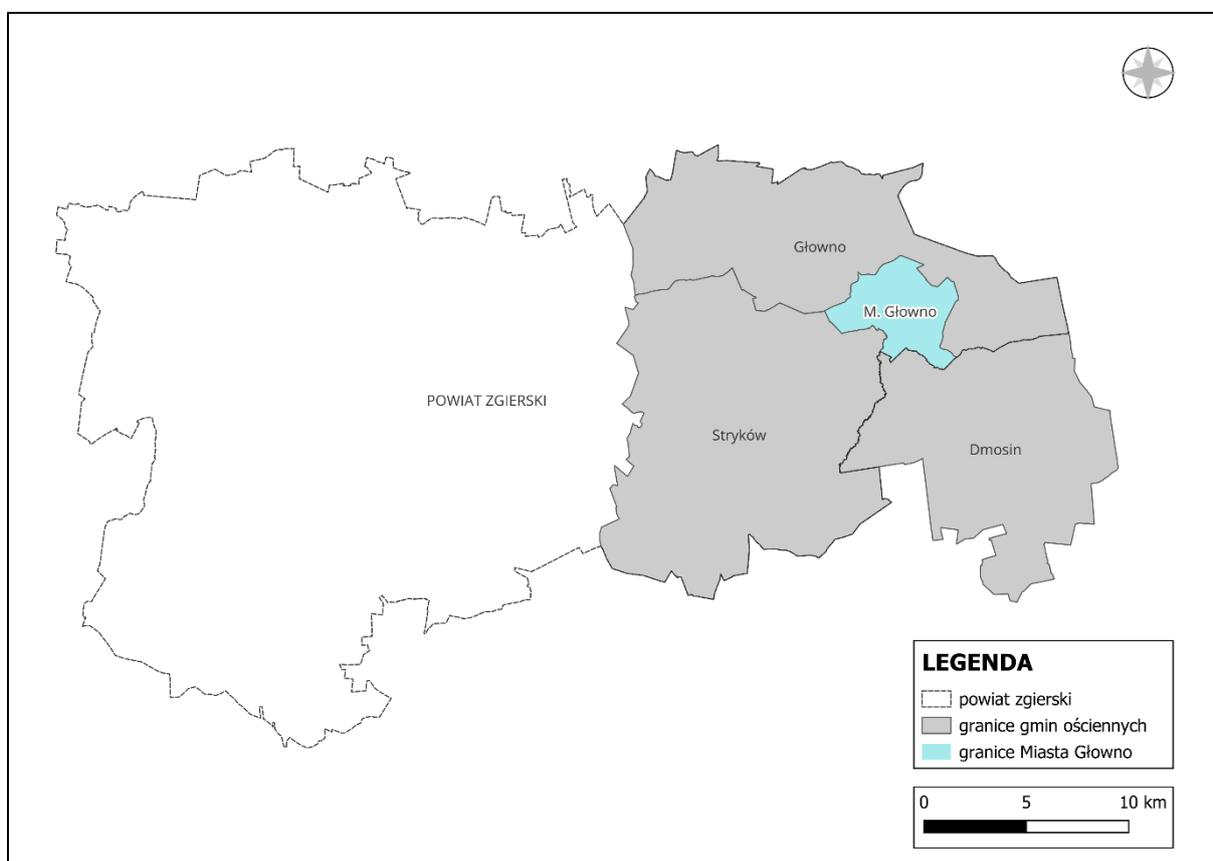 Głowno
M. Głowno
POWIAT ZGIERSKI
Stryków
Dmosin
LEGENDA
powiat zgierski
granice gmin ościennych
granice Miasta Głowno
0 5 10 km